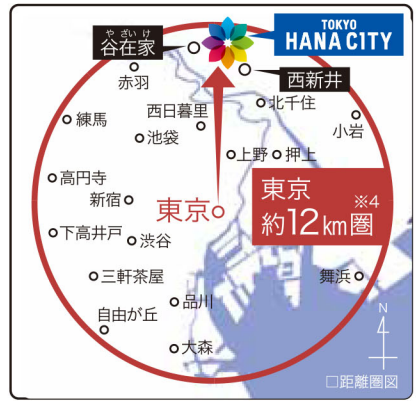 TOKYO
HANA CITY
やざいけ
谷在家
西新井
赤羽
北千住
西日暮里
小岩
練馬
池袋
上野
押上
高円寺
新宿
東京
東京
約12km圏
※4
下高井戸
渋谷
三軒茶屋
舞浜
品川
自由が丘
大森
N
4
□距離圏図